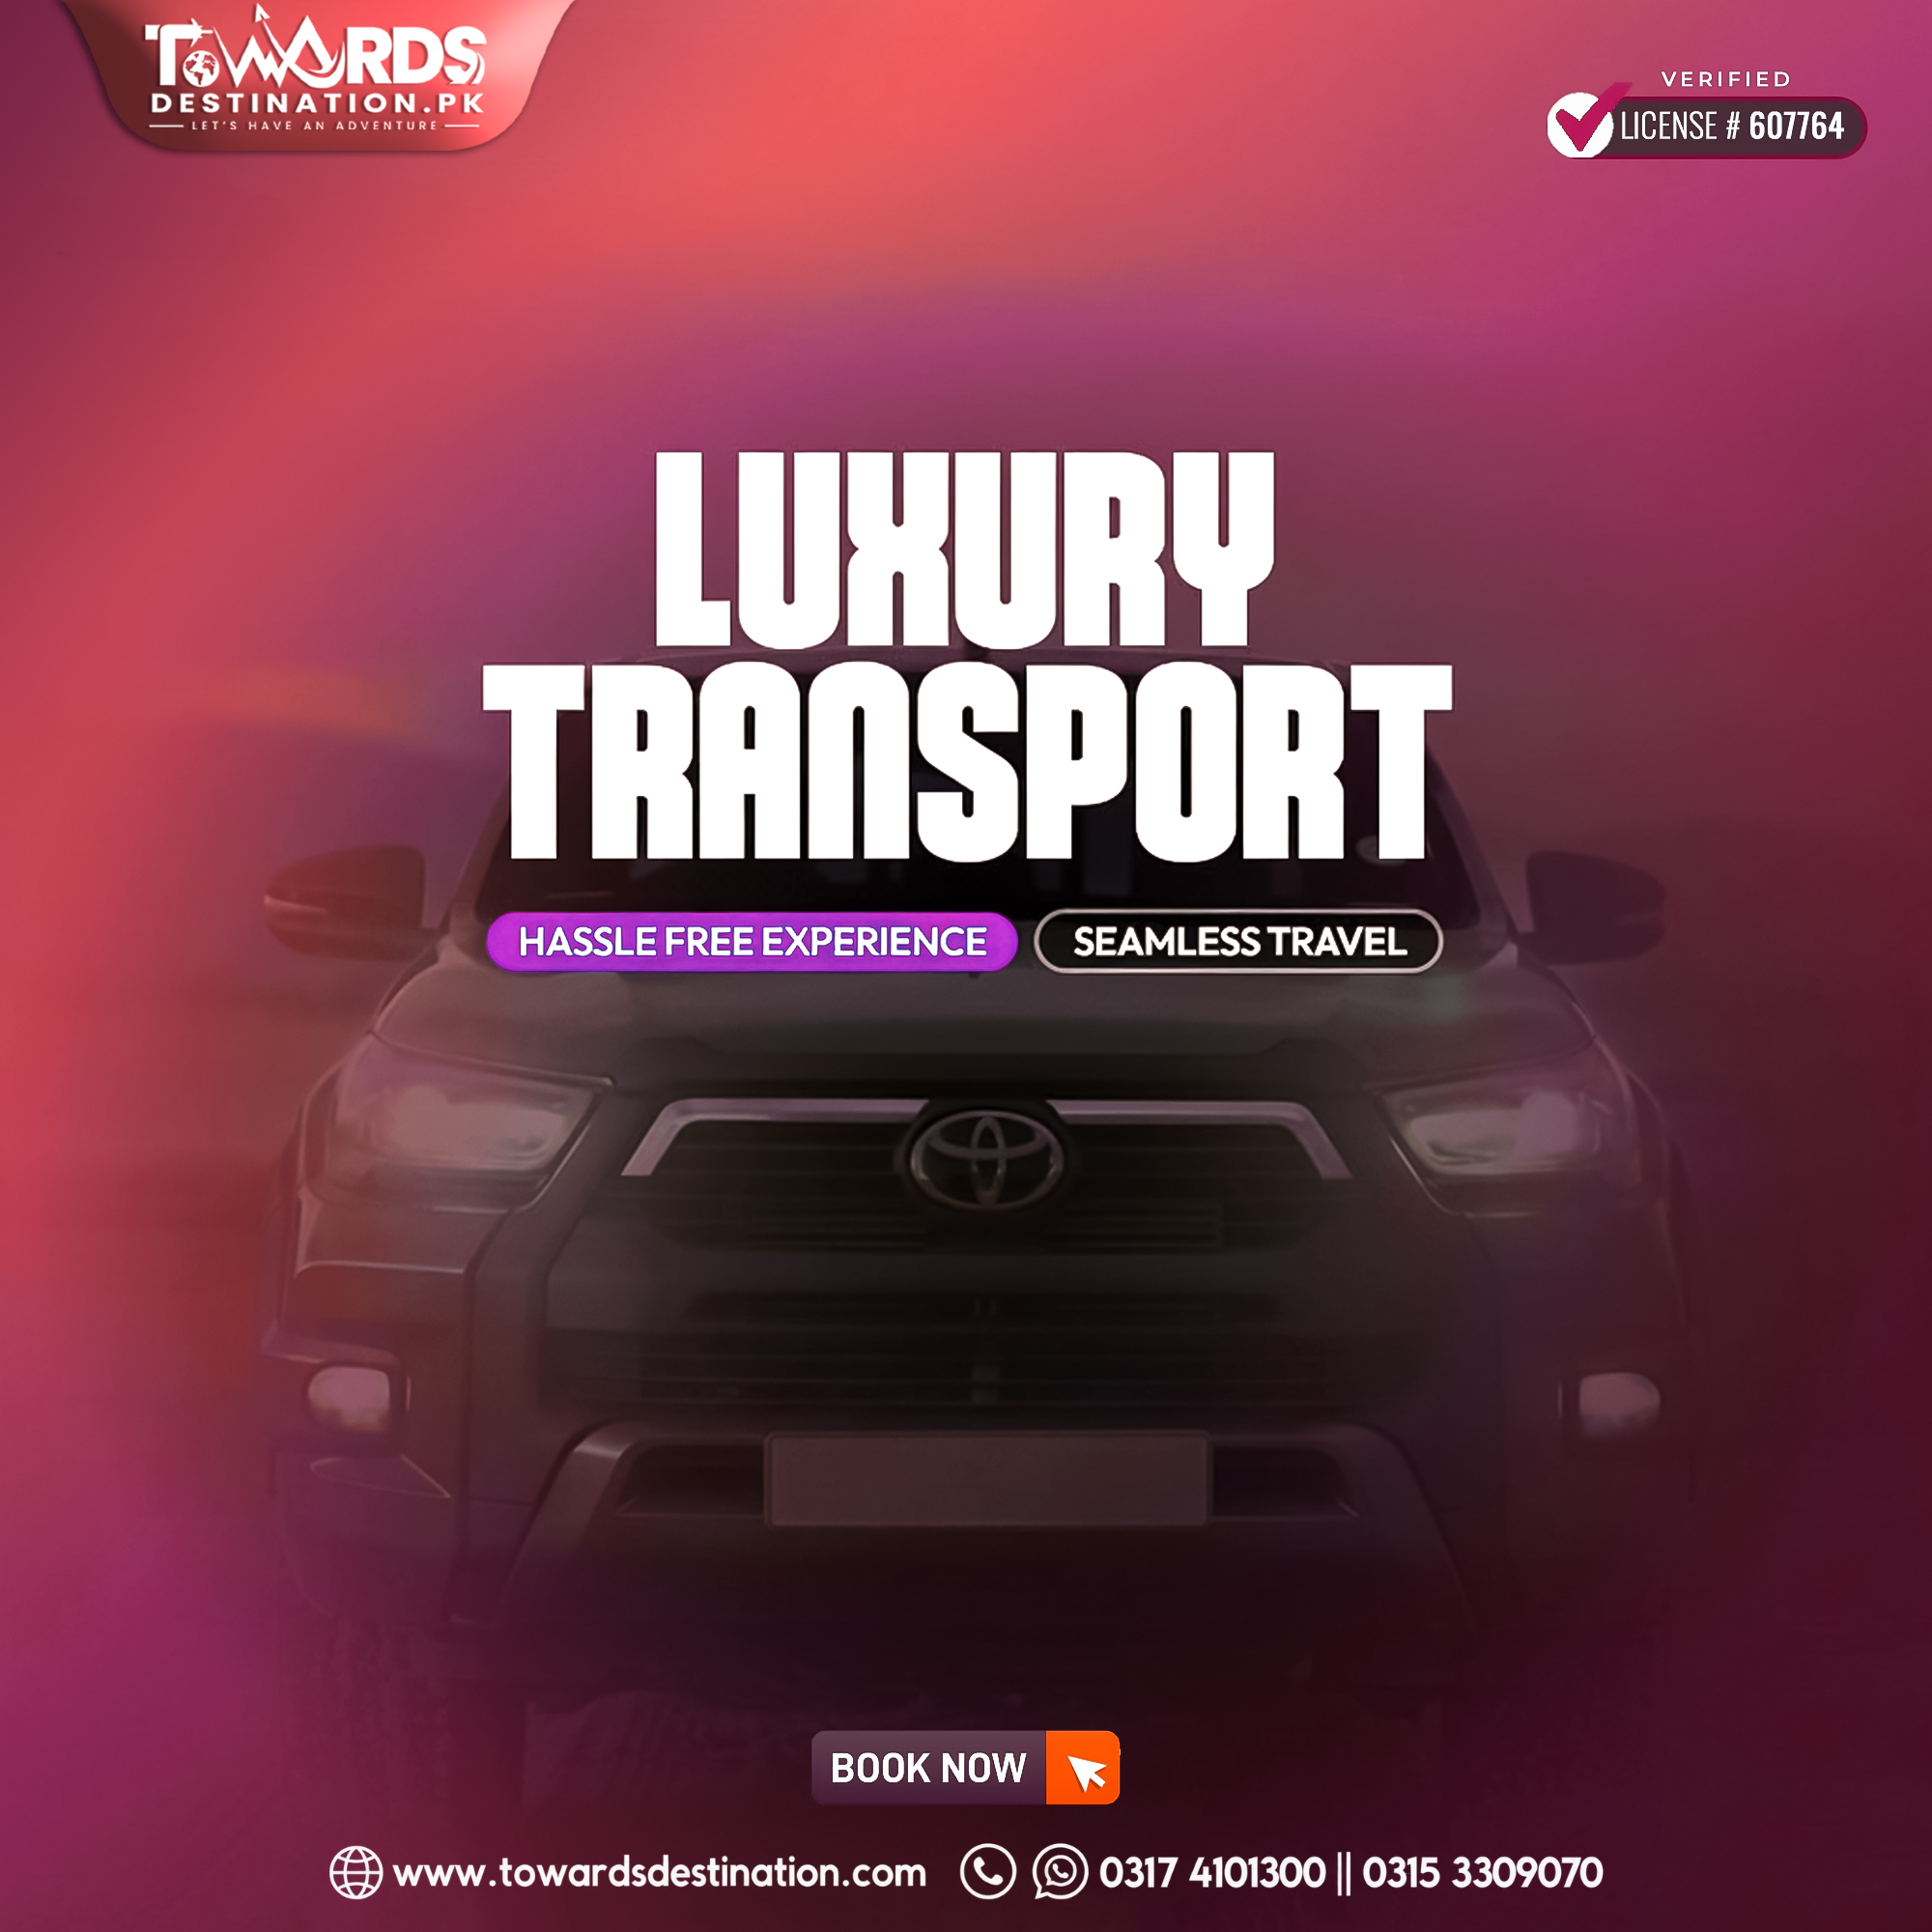 TOWARDS
DESTINATION.PK
LET'S HAVE AN ADVENTURE
VERIFIED
LICENSE # 607764
LUXURY
TRANSPORT
HASSLE FREE EXPERIENCE
SEAMLESS TRAVEL
BOOK NOW
www.towardsdestination.com 0317 4101300 || 0315 3309070